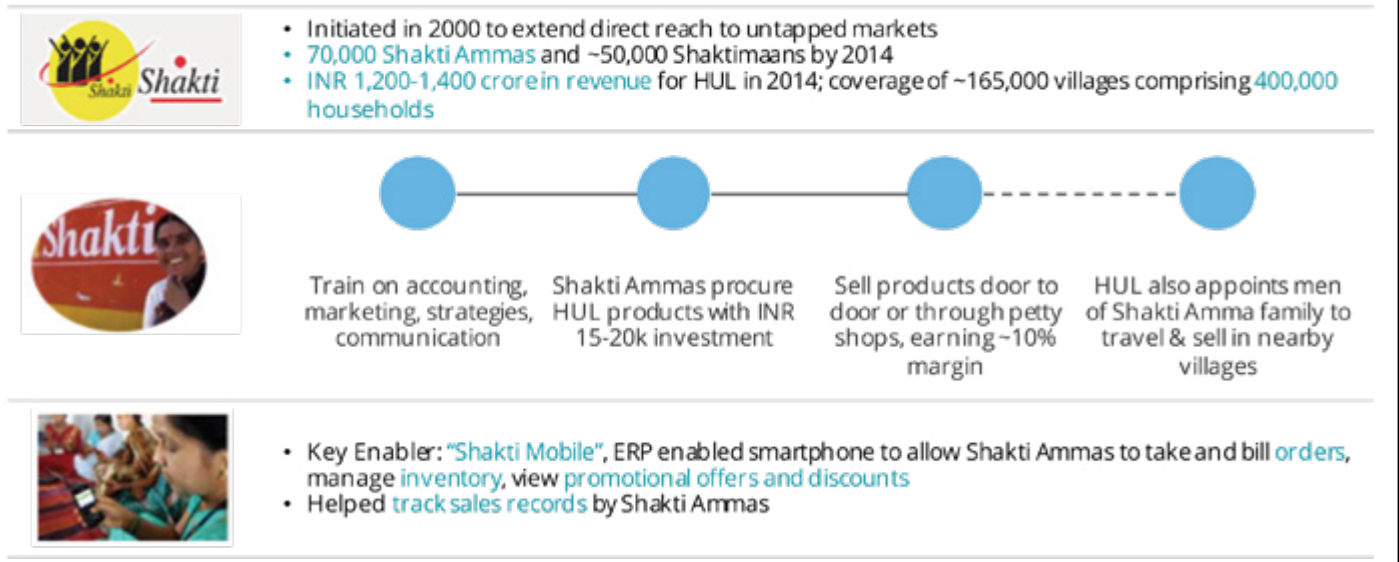 Shakti
Shakti
• Initiated in 2000 to extend direct reach to untapped markets
• 70,000 Shakti Ammas and ~50,000 Shaktimaans by 2014
• INR 1,200-1,400 crore in revenue for HUL in 2014; coverage of ~165,000 villages comprising 400,000
households
Shakti
Train on accounting,
marketing, strategies,
communication
Shakti Ammas procure
HUL products with INR
15-20k investment
Sell products door to
door or through petty
shops, earning ~10%
margin
HUL also appoints men
of Shakti Amma family to
travel & sell in nearby
villages
• Key Enabler: “Shakti Mobile”, ERP enabled smartphone to allow Shakti Ammas to take and bill orders,
manage inventory, view promotional offers and discounts
• Helped track sales records by Shakti Ammas